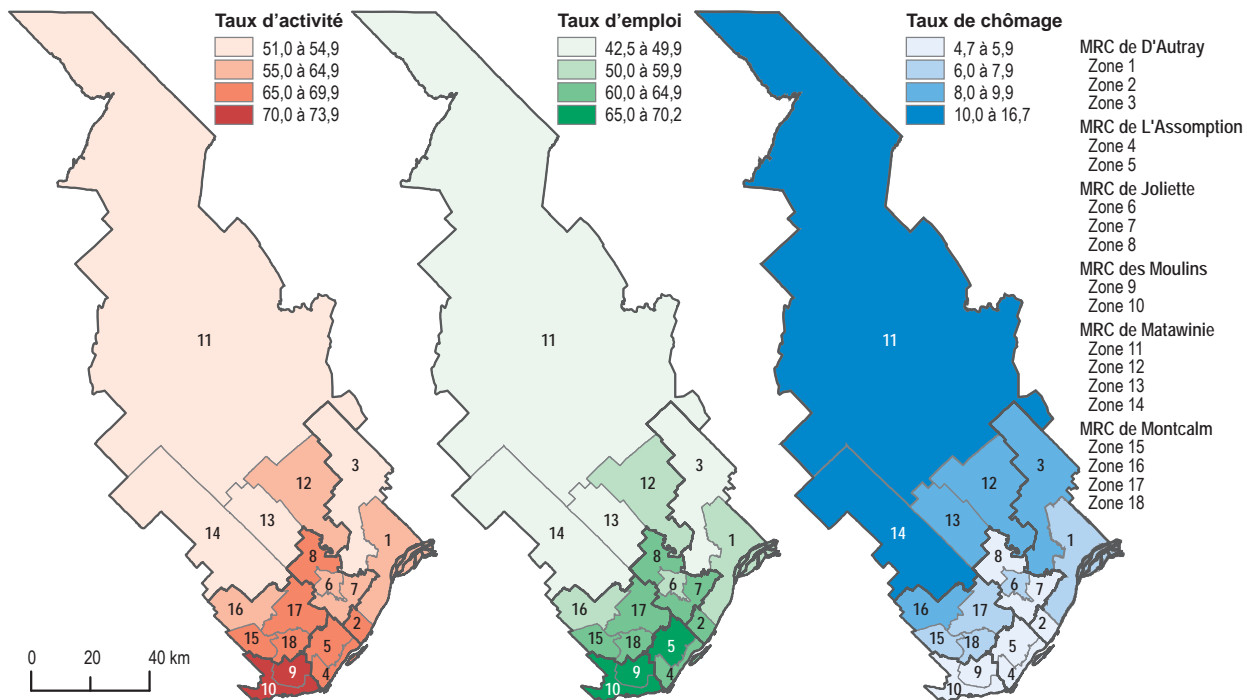 Taux d'activité
51,0 à 54,9
55,0 à 64,9
65,0 à 69,9
70,0 à 73,9
11
12
3
13
14
1
8
6
7
16
17
2
15
18
5
9
4
10
0 20 40 km
Taux d'emploi
42,5 à 49,9
50,0 à 59,9
60,0 à 64,9
65,0 à 70,2
11
3
12
13
14
1
8
6
7
16
17
2
15
18
5
9
4
10
Taux de chômage
4,7 à 5,9
6,0 à 7,9
8,0 à 9,9
10,0 à 16,7
11
3
12
13
14
1
8
6
7
16
17
2
15
18
5
9
4
10
MRC de D'Autray
Zone 1
Zone 2
Zone 3
MRC de L'Assomption
Zone 4
Zone 5
MRC de Joliette
Zone 6
Zone 7
Zone 8
MRC des Moulins
Zone 9
Zone 10
MRC de Matawinie
Zone 11
Zone 12
Zone 13
Zone 14
MRC de Montcalm
Zone 15
Zone 16
Zone 17
Zone 18